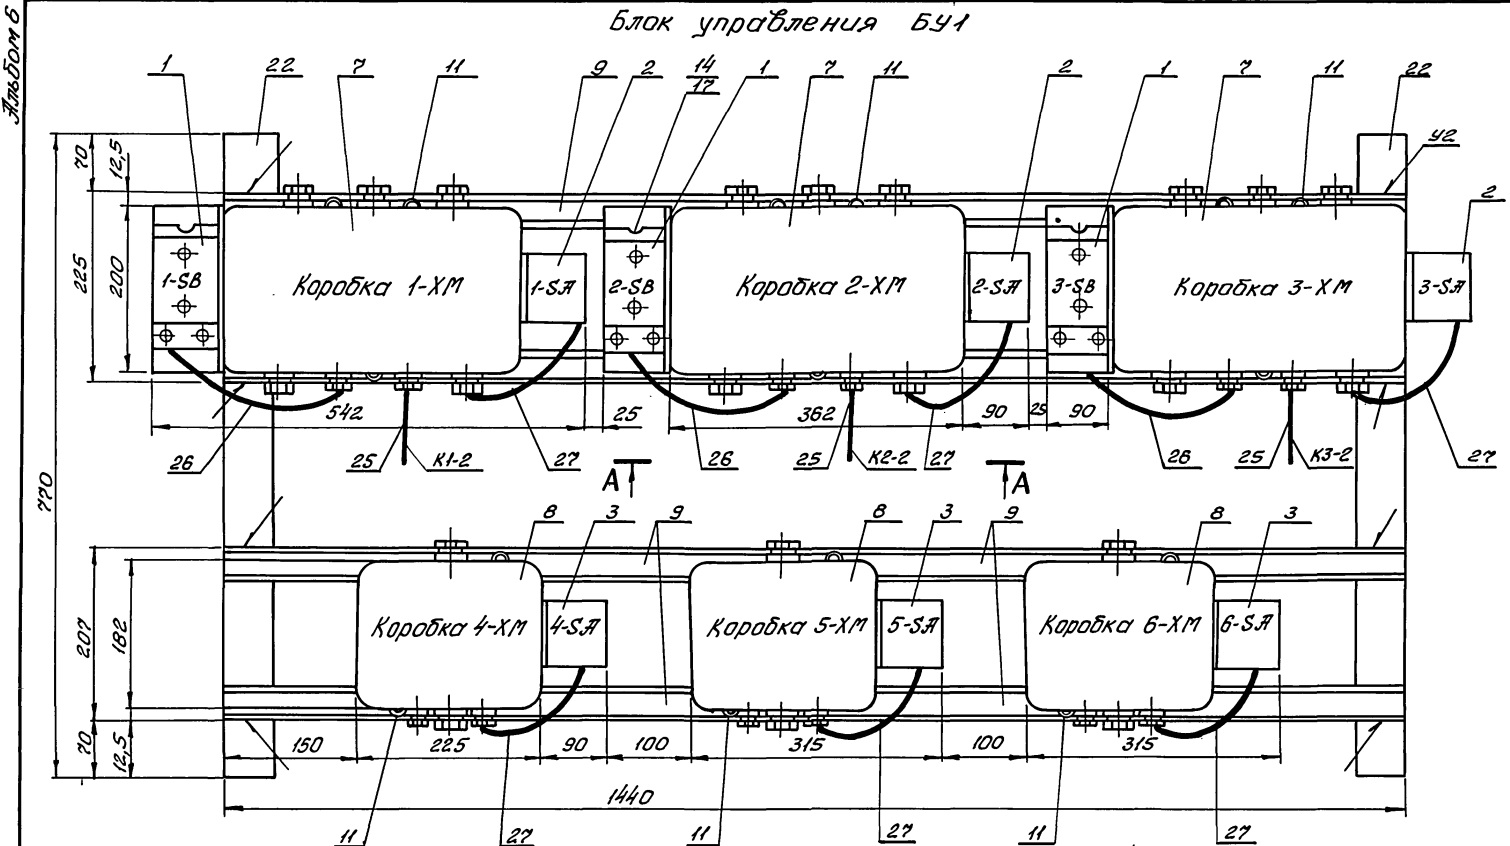 Альбом 6
Блок управления БУ1
1 22 7 11 9 2 14 1 7 11 2 1 7 11 22
17
У2
2
70 12,5
225 200
770
1-SB Коробка 1-ХМ 1-SA 2-SB Коробка 2-ХМ 2-SA 3-SB Коробка 3-ХМ 3-SA
542 25 362 90 25 90
26 25 К1-2 27 26 25 К2-2 27 26 25 К3-2 27
А А
8 3 9 8 3 9 8 3
207 182
Коробка 4-ХМ 4-SA Коробка 5-ХМ 5-SA Коробка 6-ХМ 6-SA
70 12,5
150 225 90 100 315 100 315
1440
11 27 11 27 11 27